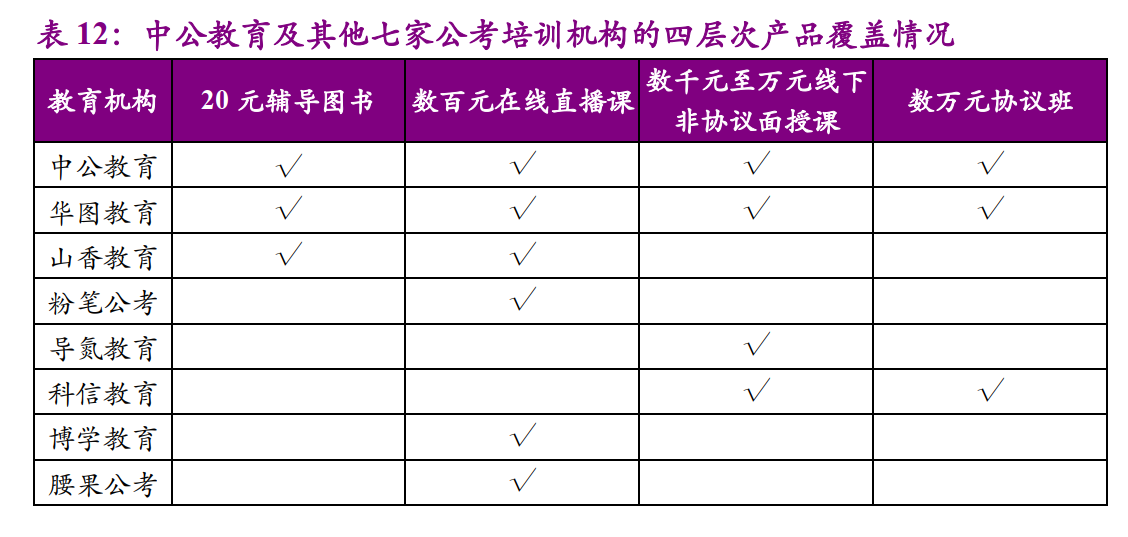 表 12：中公教育及其他七家公考培训机构的四层次产品覆盖情况
教育机构 20 元辅导图书 数百元在线直播课 数千元至万元线下 数万元协议班
非协议面授课
中公教育 √ √ √ √
华图教育 √ √ √ √
山香教育 √ √
粉笔公考 √
导氮教育 √
科信教育 √ √
博学教育 √
腰果公考 √